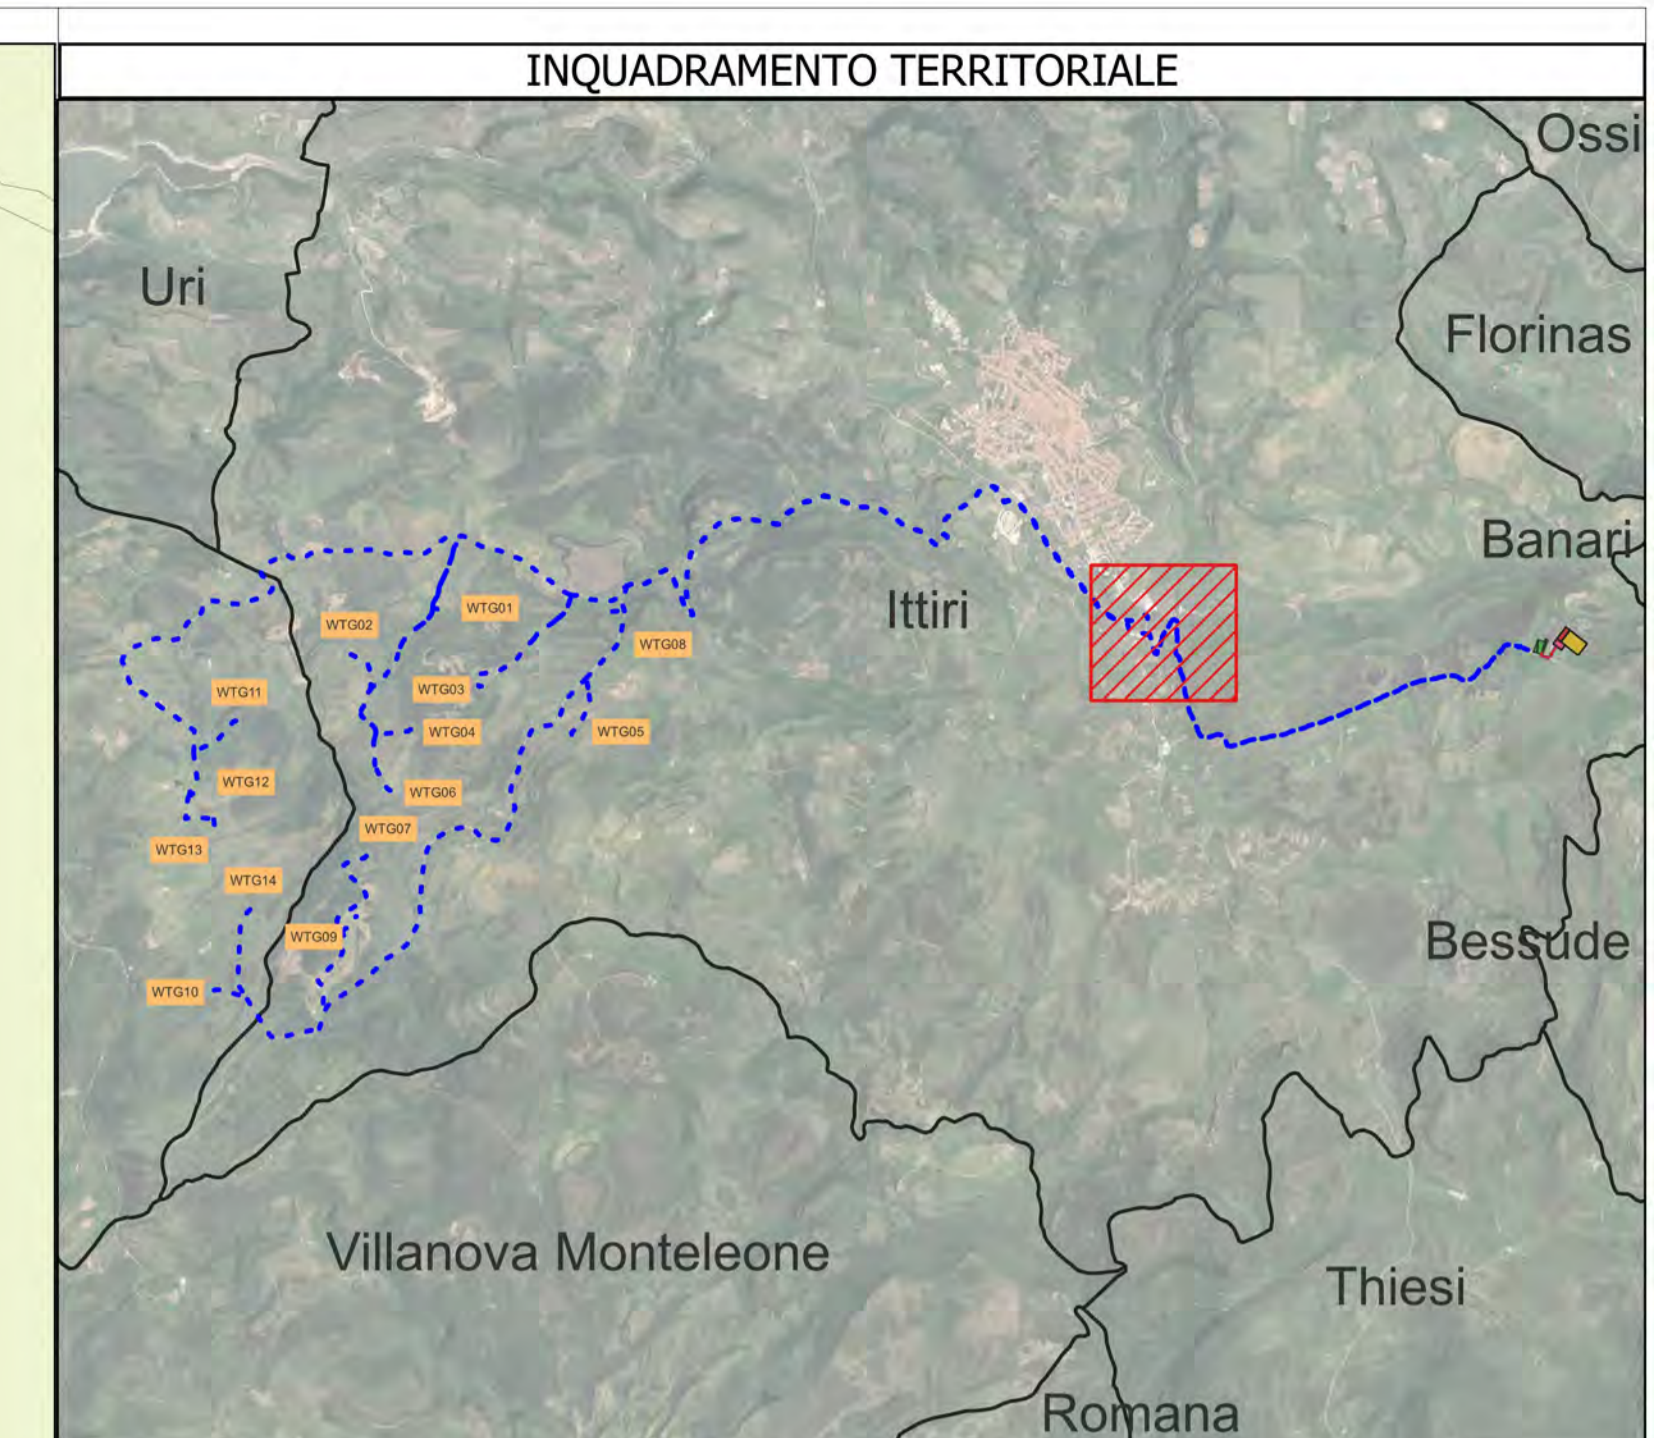 INQUADRAMENTO TERRITORIALE
Ossi
Uri
Florinas
Banari
Ittiri
WTG01
WTG02
WTG08
WTG03
WTG11
WTG04
WTG05
WTG12
WTG06
WTG07
WTG13
WTG14
WTG09
Bessude
WTG10
Villanova Monteleone
Thiesi
Romana